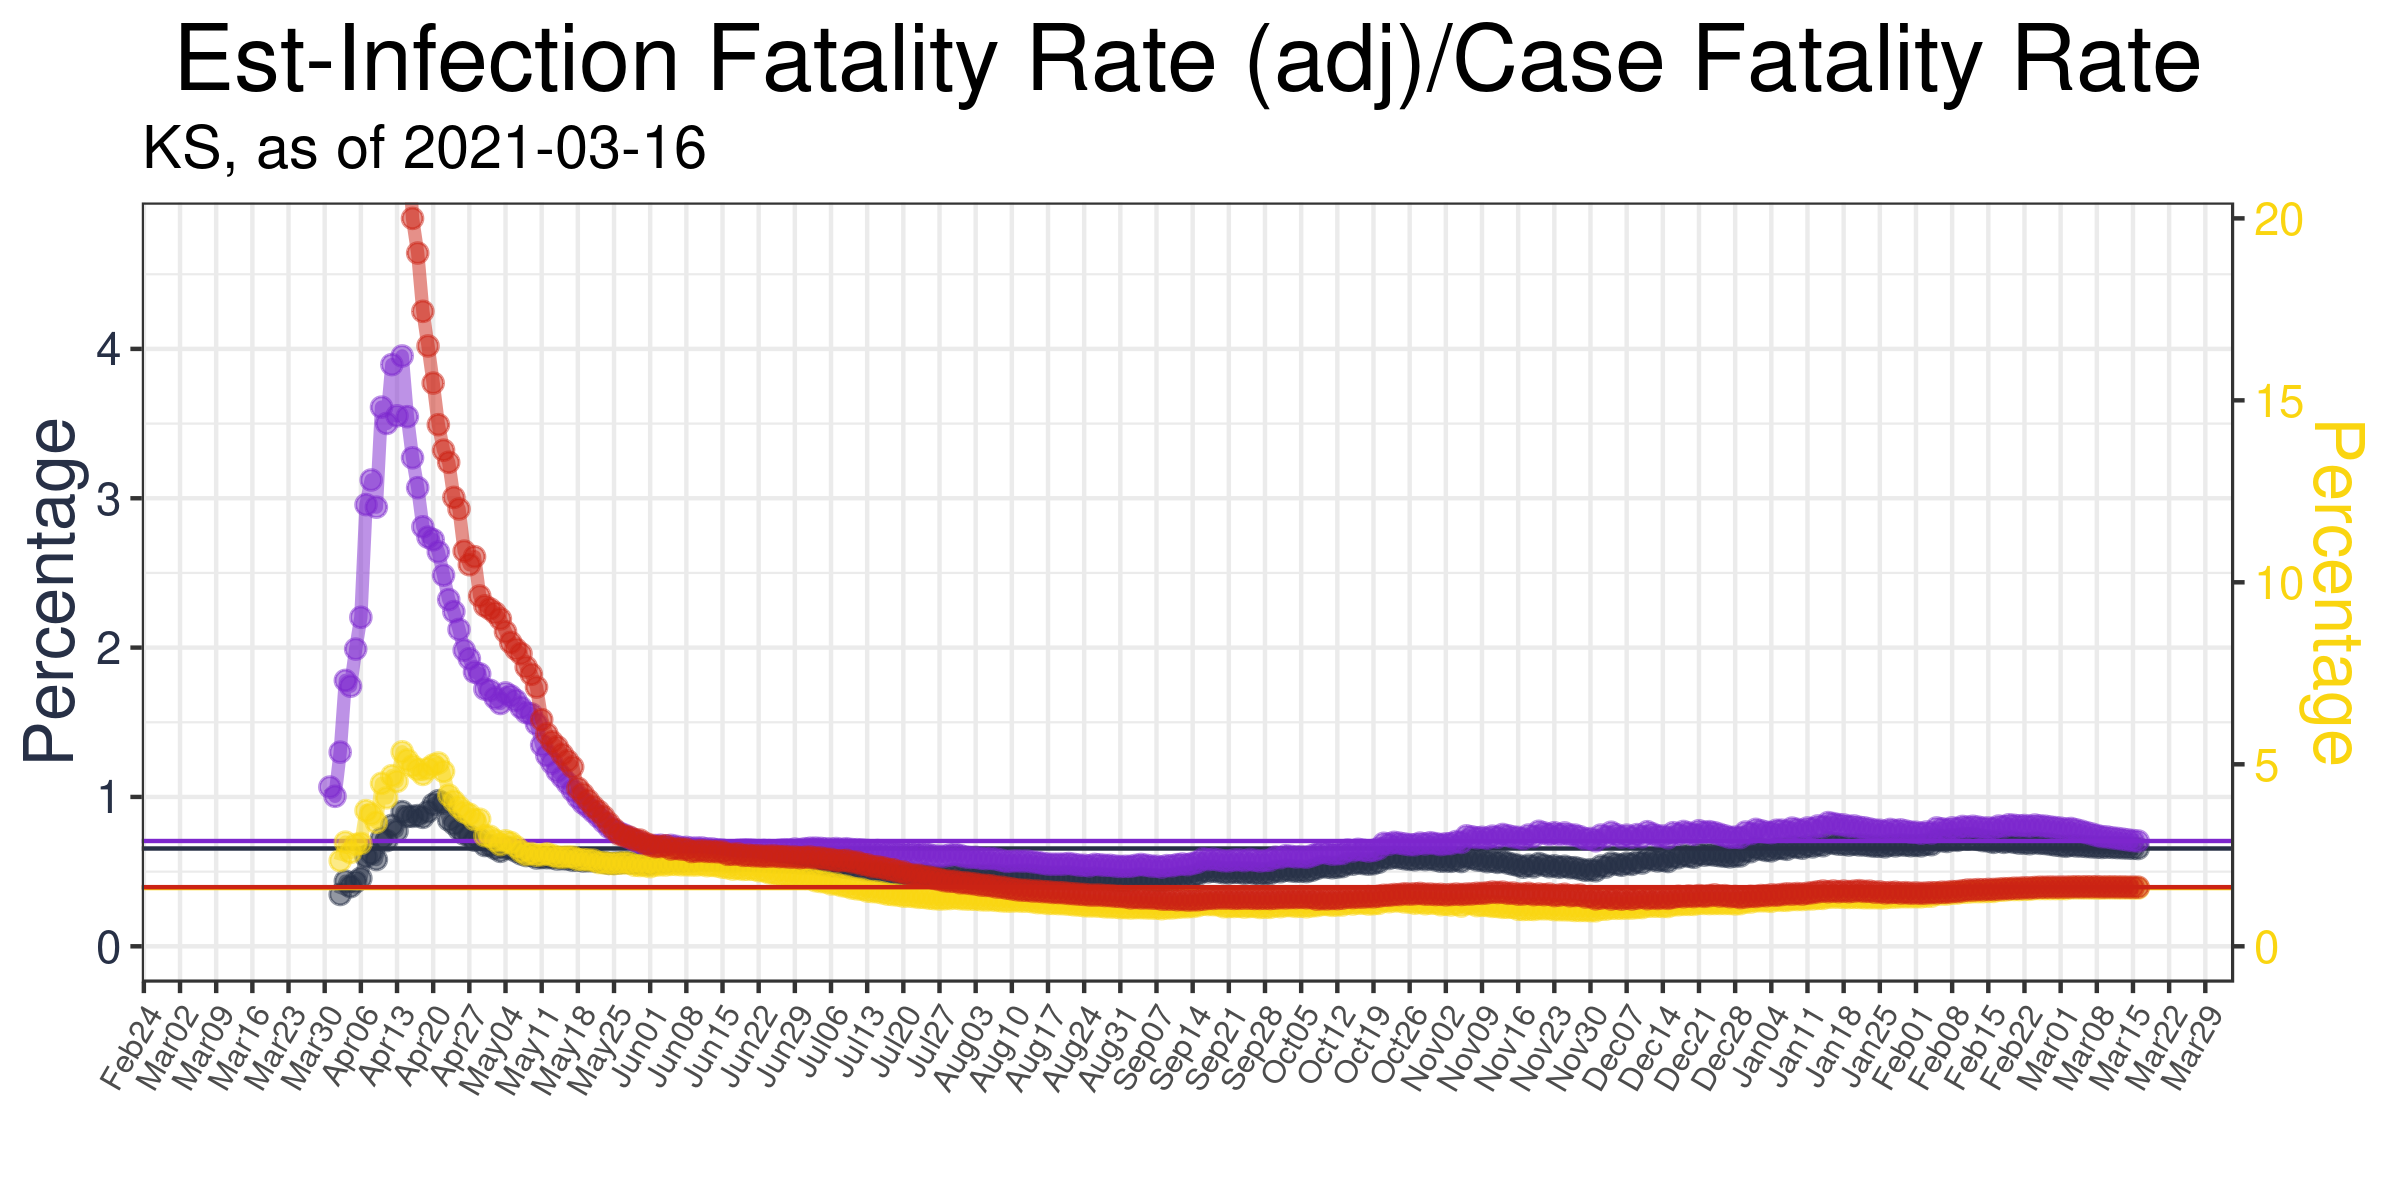 Est-Infection Fatality Rate (adj)/Case Fatality Rate
KS, as of 2021-03-16
Percentage
4
3
2
1
0
20
15
10
5
0
Percentage
Feb24
Mar02
Mar09
Mar16
Mar23
Mar30
Apr06
Apr13
Apr20
Apr27
May04
May11
May18
May25
Jun01
Jun08
Jun15
Jun22
Jun29
Jul06
Jul13
Jul20
Jul27
Aug03
Aug10
Aug17
Aug24
Aug31
Sep07
Sep14
Sep21
Sep28
Oct05
Oct12
Oct19
Oct26
Nov02
Nov09
Nov16
Nov23
Nov30
Dec07
Dec14
Dec21
Dec28
Jan04
Jan11
Jan18
Jan25
Feb01
Feb08
Feb15
Feb22
Mar01
Mar08
Mar15
Mar22
Mar29